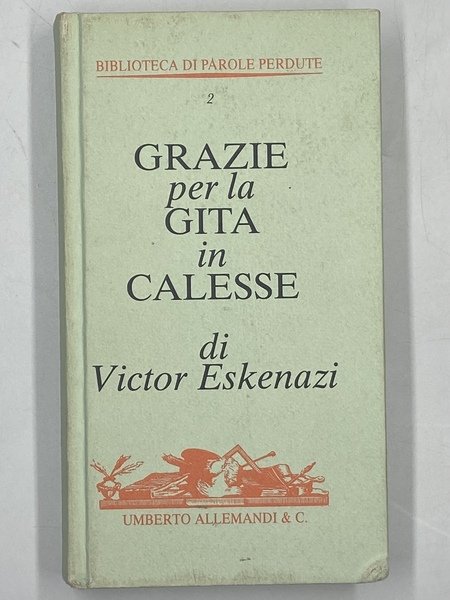 BIBLIOTECA DI PAROLE PERDUTE
2
GRAZIE
per la
GITA
in
CALESSE
di
Victor Eskenazi
UMBERTO ALLEMANDI & C.